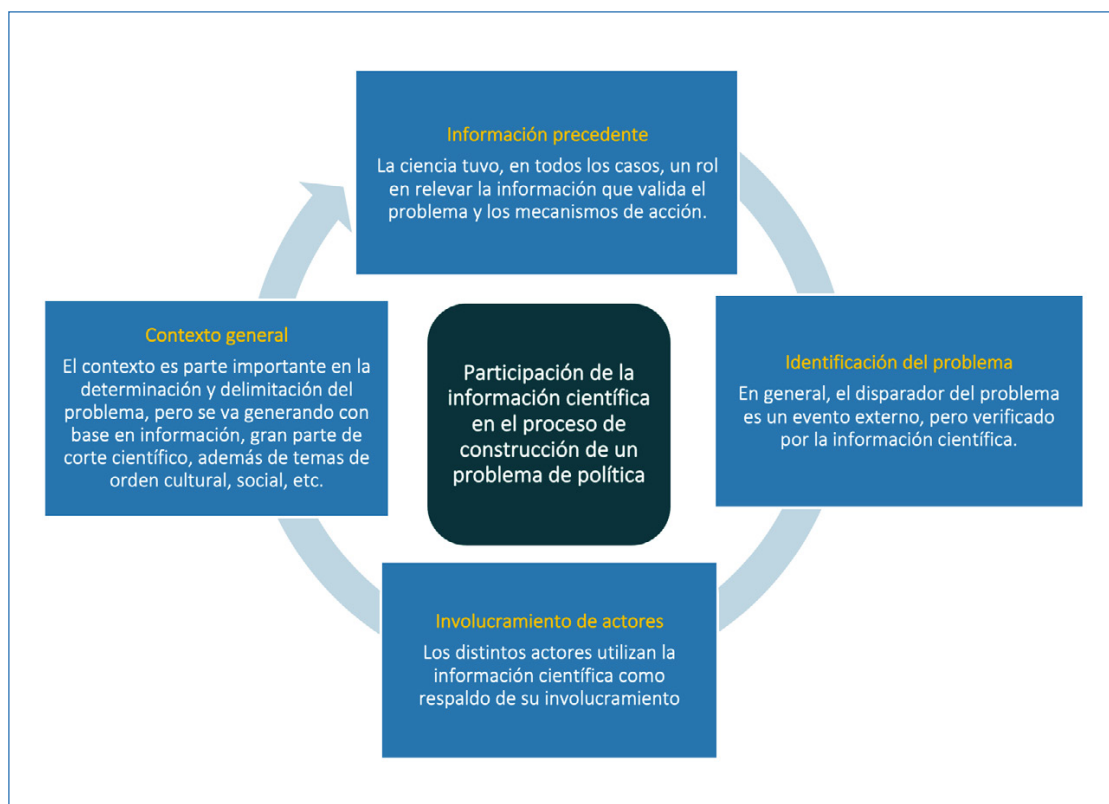 Información precedente
La ciencia tuvo, en todos los casos, un rol
en relevar la información que valida el
problema y los mecanismos de acción.
Identificación del problema
En general, el disparador del problema
es un evento externo, pero verificado
por la información científica.
Involucramiento de actores
Los distintos actores utilizan la
información científica como
respaldo de su involucramiento
Contexto general
El contexto es parte importante en la
determinación y delimitación del
problema, pero se va generando con
base en información, gran parte de
corte científico, además de temas de
orden cultural, social, etc.
Participación de la
información científica
en el proceso de
construcción de un
problema de política